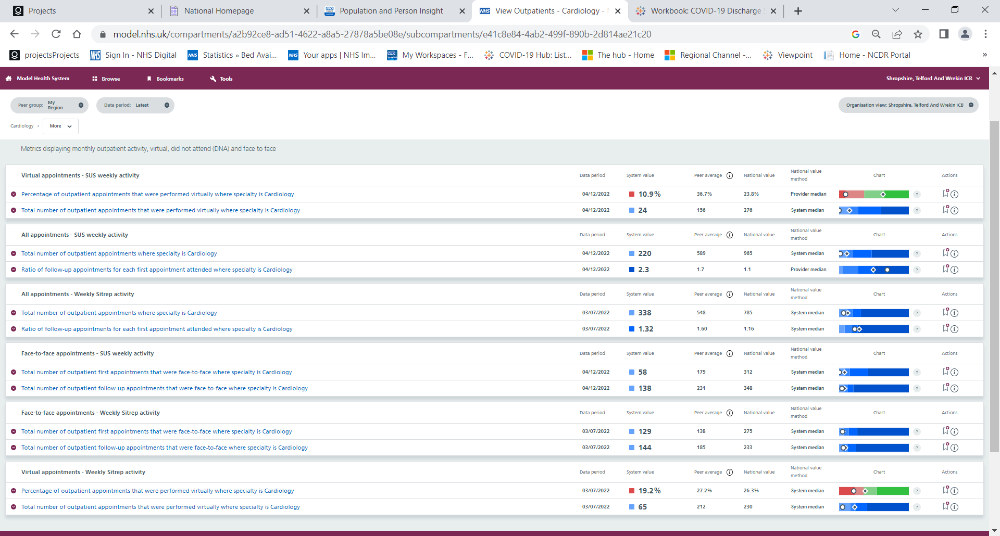 Projects
National Homepage
Population and Person Insight
NHS View Outpatients - Cardiology -
Workbook: COVID-19 Discharge
model.nhs.uk/compartments/a2b92ce8-ad51-4622-a8a5-27878a5be08e/subcompartments/e41c8e84-4ab2-499f-890b-2d814ae21c20
projectsProjects NHS Sign In - NHS Digital NHS Statistics » Bed Avai... NHS Your apps | NHS Im... My Workspaces - F... COVID-19 Hub: List... The hub - Home Regional Channel -... Viewpoint Home - NCDR Portal »
Model Health System Browse Bookmarks Tools Shropshire, Telford And Wrekin ICB
Peer group: My Region Data period: Latest Organisation view: Shropshire, Telford And Wrekin ICB
Cardiology › More
Metrics displaying monthly outpatient activity, virtual, did not attend (DNA) and face to face
Virtual appointments - SUS weekly activity Data period System value Peer average i National value National value method Chart Actions
Percentage of outpatient appointments that were performed virtually where specialty is Cardiology 04/12/2022 10.9% 36.7% 23.8% Provider median ? i
Total number of outpatient appointments that were performed virtually where specialty is Cardiology 04/12/2022 24 156 276 System median ? i
All appointments - SUS weekly activity Data period System value Peer average i National value National value method Chart Actions
Total number of outpatient appointments where specialty is Cardiology 04/12/2022 220 589 965 System median ? i
Ratio of follow-up appointments for each first appointment attended where specialty is Cardiology 04/12/2022 2.3 1.7 1.1 Provider median ? i
All appointments - Weekly Sitrep activity Data period System value Peer average i National value National value method Chart Actions
Total number of outpatient appointments where specialty is Cardiology 03/07/2022 338 548 785 System median ? i
Ratio of follow-up appointments for each first appointment attended where specialty is Cardiology 03/07/2022 1.32 1.60 1.16 System median ? i
Face-to-face appointments - SUS weekly activity Data period System value Peer average i National value National value method Chart Actions
Total number of outpatient first appointments that were face-to-face where specialty is Cardiology 04/12/2022 58 179 312 System median ? i
Total number of outpatient follow-up appointments that were face-to-face where specialty is Cardiology 04/12/2022 138 231 348 System median ? i
Face-to-face appointments - Weekly Sitrep activity Data period System value Peer average i National value National value method Chart Actions
Total number of outpatient first appointments that were face-to-face where specialty is Cardiology 03/07/2022 129 138 275 System median ? i
Total number of outpatient follow-up appointments that were face-to-face where specialty is Cardiology 03/07/2022 144 185 233 System median ? i
Virtual appointments - Weekly Sitrep activity Data period System value Peer average i National value National value method Chart Actions
Percentage of outpatient appointments that were performed virtually where specialty is Cardiology 03/07/2022 19.2% 27.2% 26.3% System median ? i
Total number of outpatient appointments that were performed virtually where specialty is Cardiology 03/07/2022 65 212 230 System median ? i